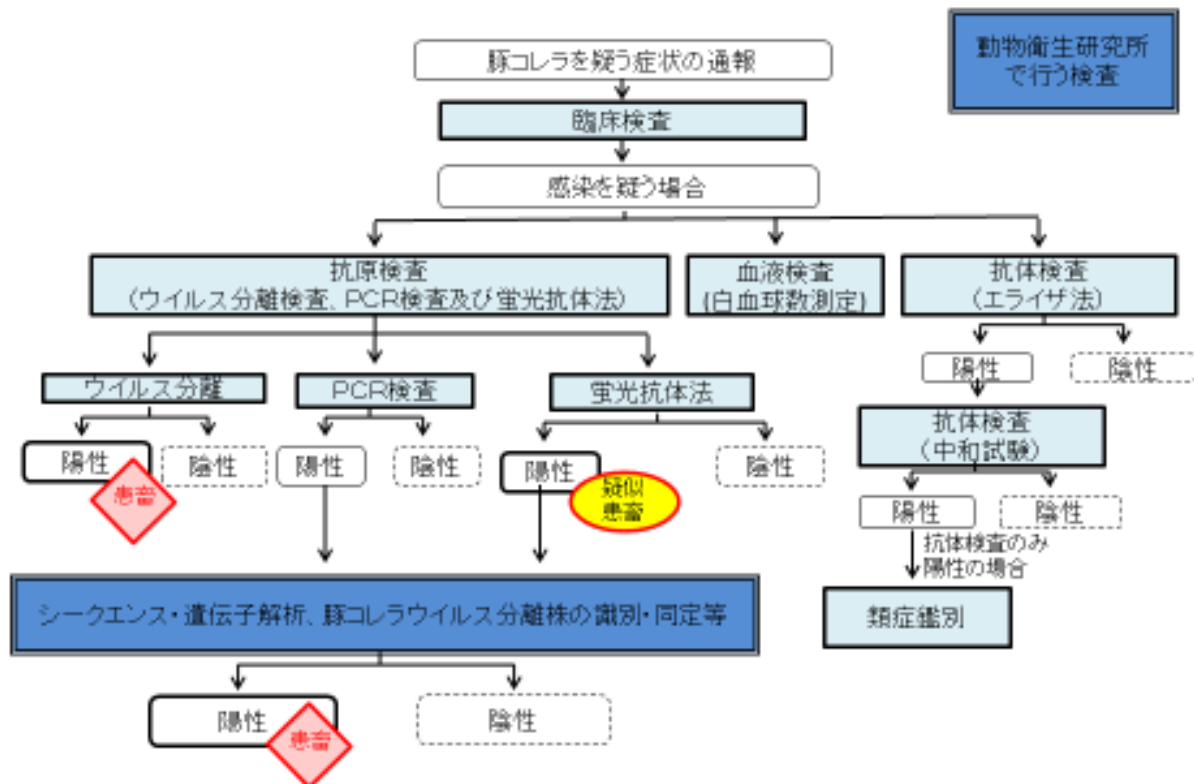 動物衛生研究所
で行う検査
豚コレラを疑う症状の通報
臨床検査
感染を疑う場合
抗原検査
(ウイルス分離検査、PCR検査及び蛍光抗体法)
血液検査
(白血球数測定)
抗体検査
(エライザ法)
陽性
陰性
ウイルス分離
PCR検査
蛍光抗体法
抗体検査
(中和試験)
陽性
患畜
陰性
陽性
陰性
陽性
疑似
患畜
陰性
陽性
陰性
抗体検査のみ
陽性の場合
類症鑑別
シークエンス・遺伝子解析、豚コレラウイルス分離株の識別・同定等
陽性
患畜
陰性